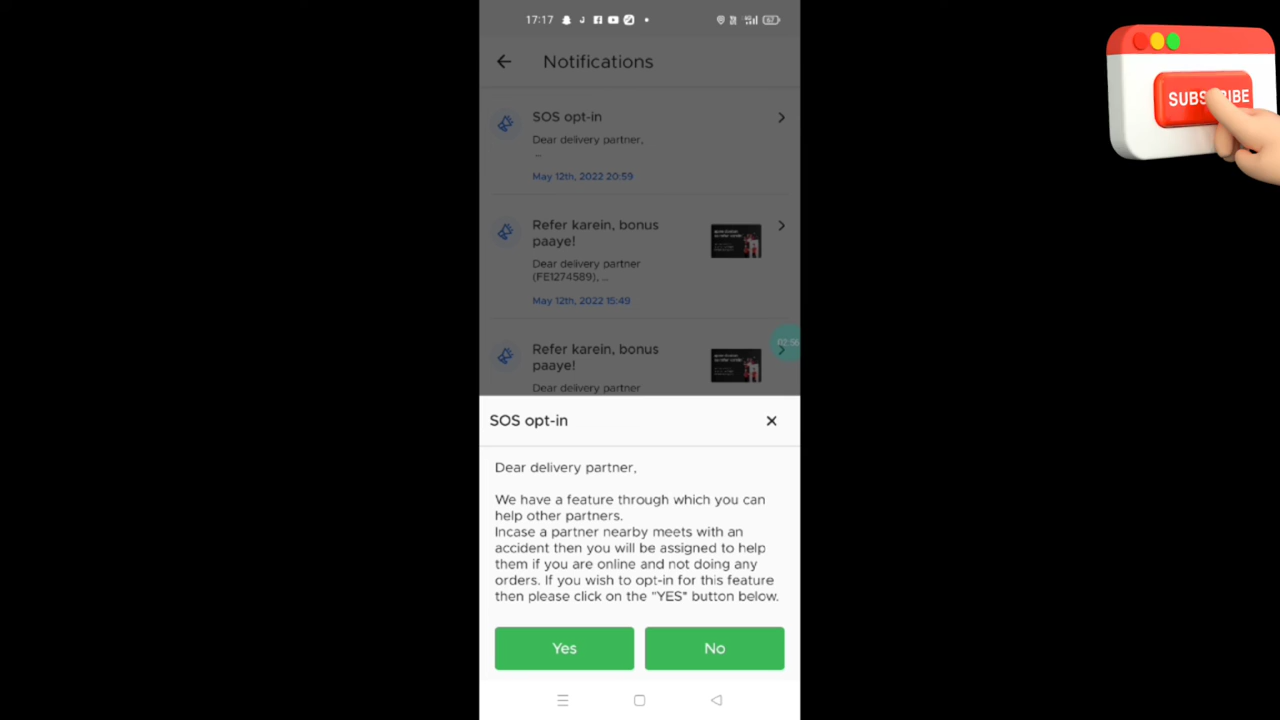 17:17
67
Notifications
SUBSCRIBE
SOS opt-in
Dear delivery partner,
..
May 12th, 2022 20:59
Refer karein, bonus
paaye!
Dear delivery partner
(FE1274589), ..
May 12th, 2022 15:49
02:56
Refer karein, bonus
paaye!
Dear delivery partner
SOS opt-in
Dear delivery partner,
We have a feature through which you can
help other partners.
Incase a partner nearby meets with an
accident then you will be assigned to help
them if you are online and not doing any
orders. If you wish to opt-in for this feature
then please click on the "YES" button below.
Yes
No